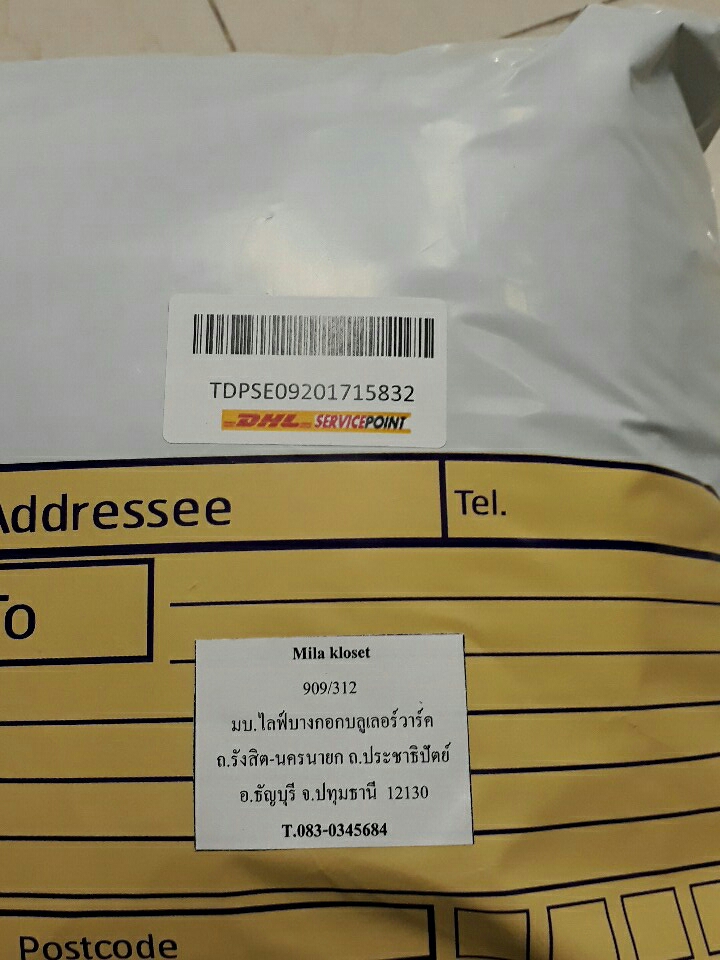 TDPSE09201715832
DHL SERVICEPOINT
Addressee
Tel.
To
Mila kloset
909/312
มบ.ไลฟ์บางกอกบลูเลอร์วาร์ค
ถ.รังสิต-นครนายก ถ.ประชาธิปัตย์
อ.ธัญบุรี จ.ปทุมธานี 12130
T.083-0345684
Postcode